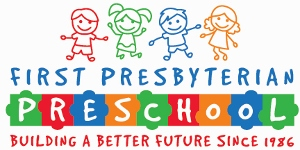 FIRST PRESBYTERIAN
PRESCHOOL
BUILDING A BETTER FUTURE SINCE 1986